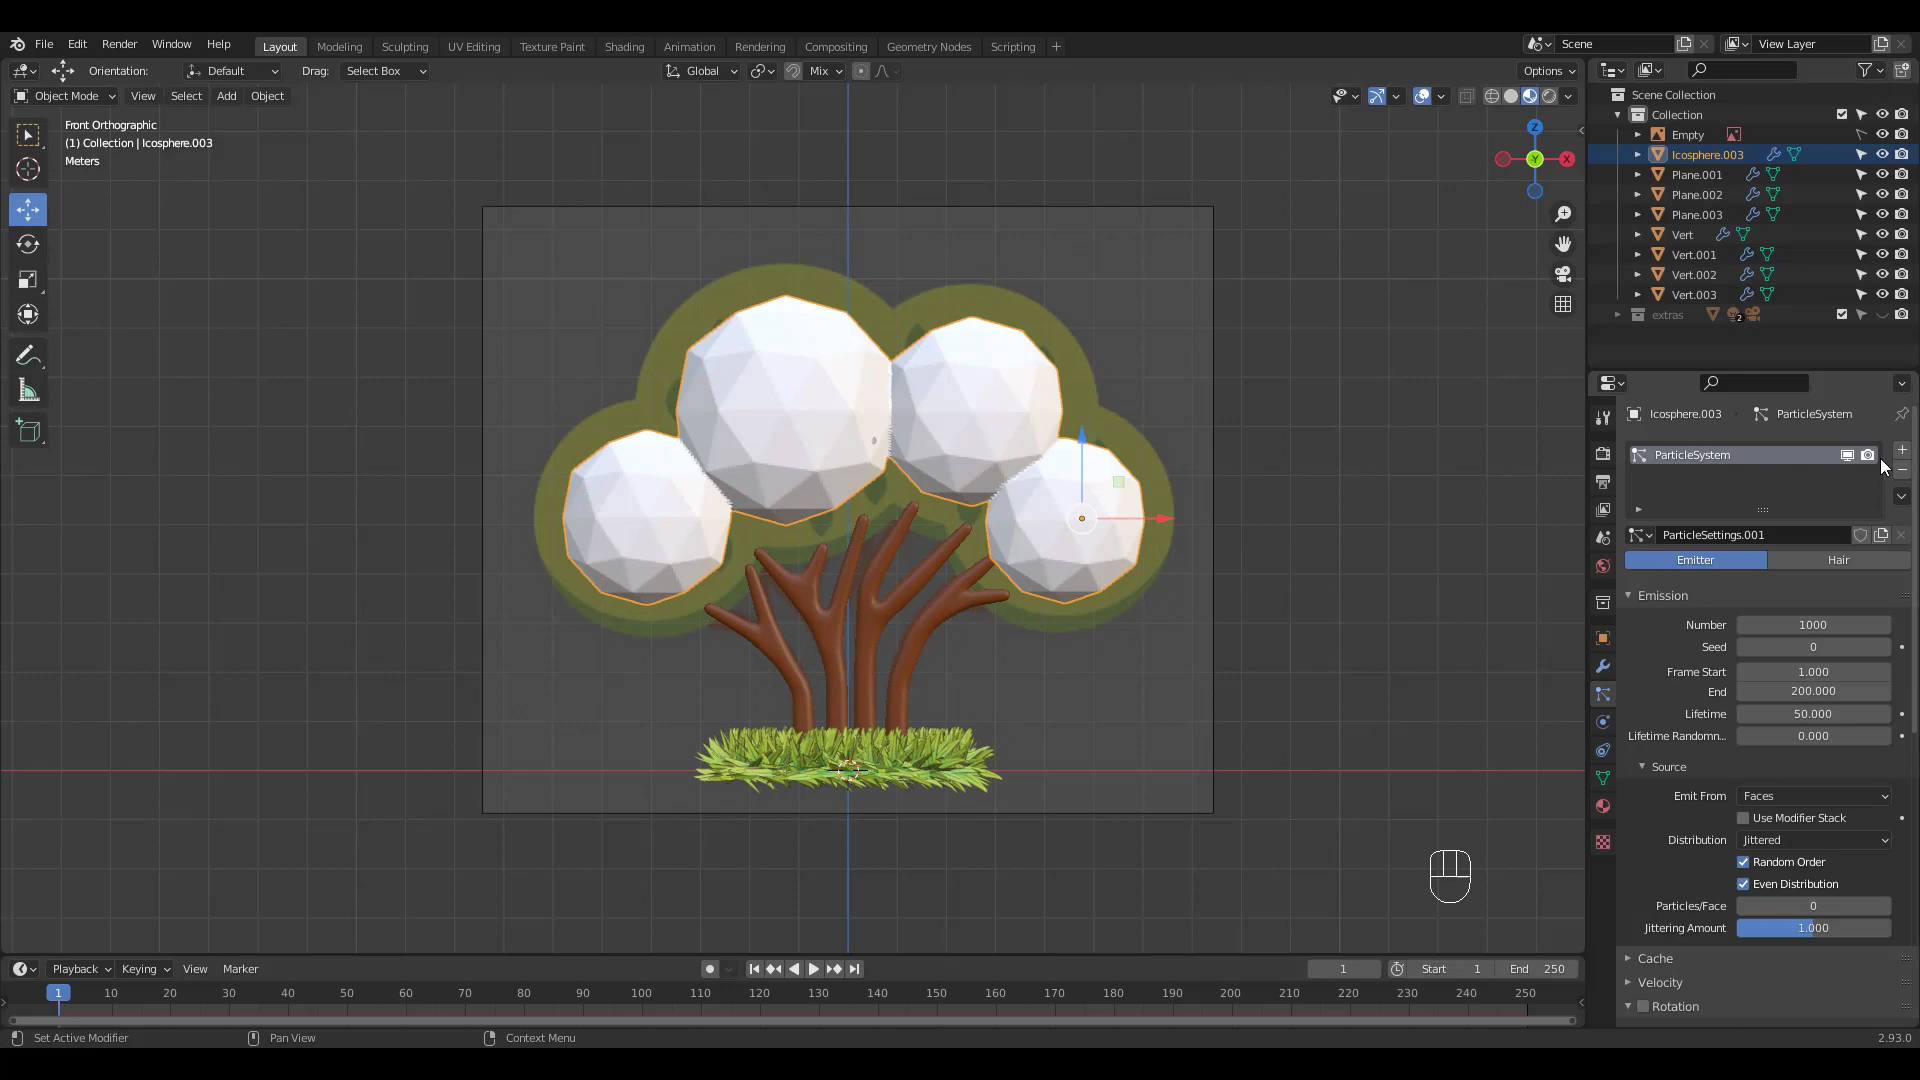 File Edit Render Window Help Layout Modeling Sculpting UV Editing Texture Paint Shading Animation Rendering Compositing Geometry Nodes Scripting + Scene View Layer
Orientation: Default Drag: Select Box Global Mix Options
Object Mode View Select Add Object
Front Orthographic
(1) Collection | Icosphere.003
Meters
Z
Y
X
Scene Collection
Collection
Empty
Icosphere.003
Plane.001
Plane.002
Plane.003
Vert
Vert.001
Vert.002
Vert.003
extras 2
Icosphere.003 ParticleSystem
ParticleSystem
ParticleSettings.001
Emitter Hair
Emission
Number 1000
Seed 0
Frame Start 1.000
End 200.000
Lifetime 50.000
Lifetime Randomn... 0.000
Source
Emit From Faces
Use Modifier Stack
Distribution Jittered
Random Order
Even Distribution
Particles/Face 0
Jittering Amount 1.000
Cache
Velocity
Rotation
Playback Keying View Marker 1 Start 1 End 250
1 10 20 30 40 50 60 70 80 90 100 110 120 130 140 150 160 170 180 190 200 210 220 230 240 250
Set Active Modifier Pan View Context Menu 2.93.0